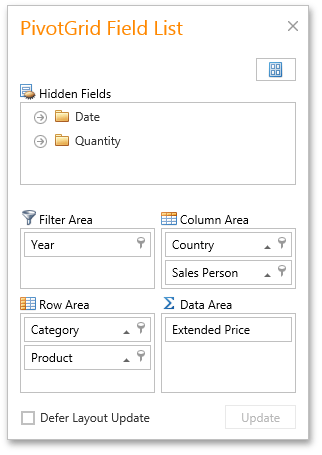 PivotGrid Field List
Hidden Fields
Date
Quantity
Filter Area
Year
Column Area
Country
Sales Person
Row Area
Category
Product
Data Area
Extended Price
Defer Layout Update
Update